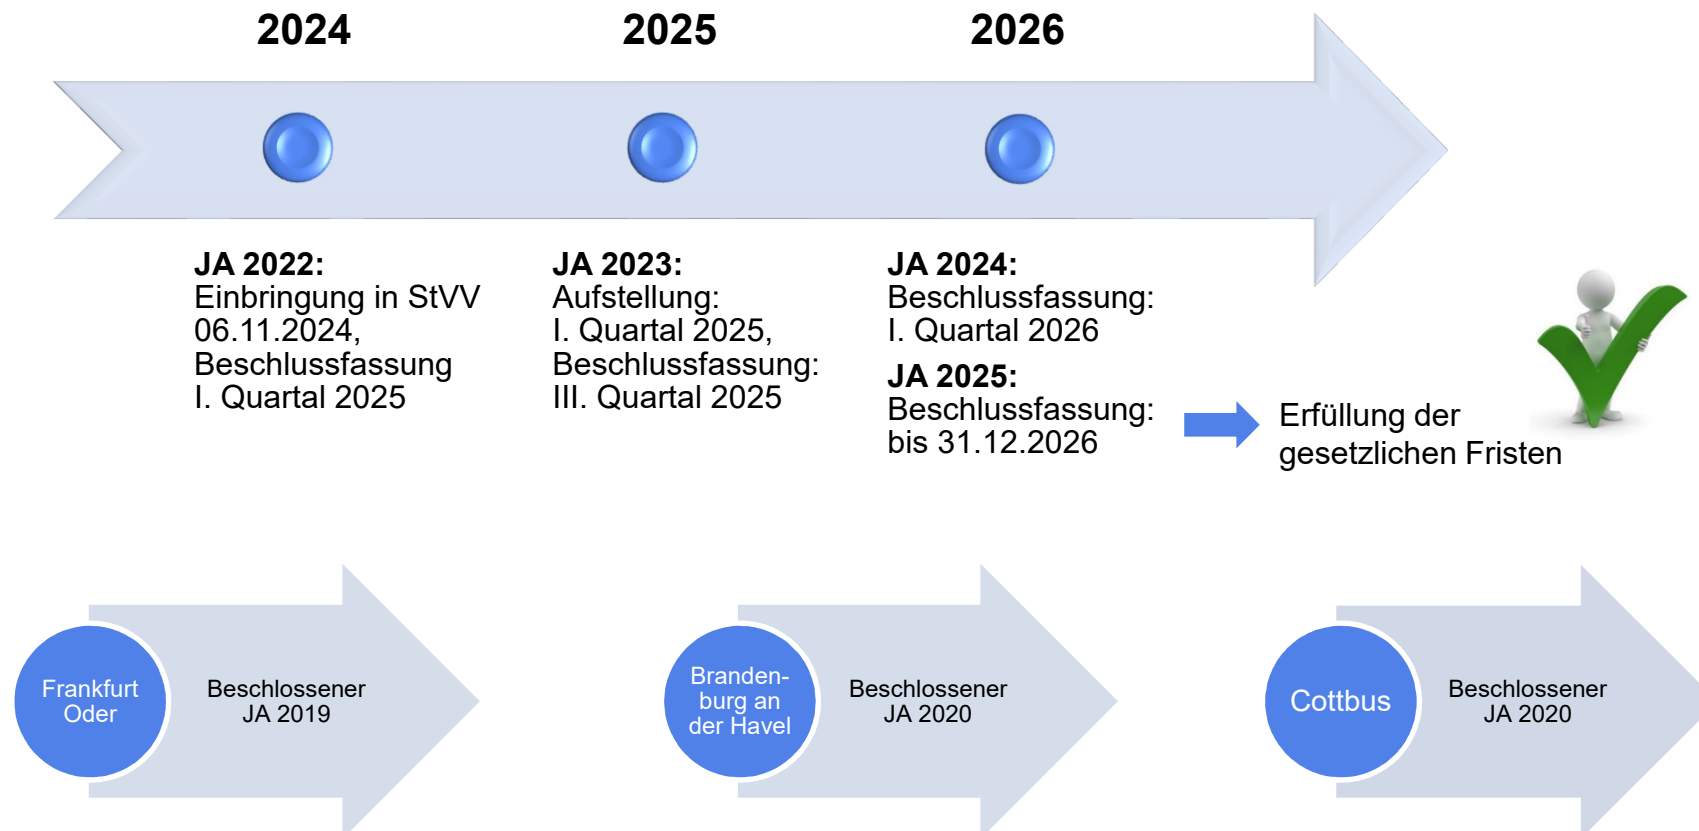 2024
2025
2026
JA 2022:
Einbringung in StVV
06.11.2024,
Beschlussfassung
I. Quartal 2025
JA 2023:
Aufstellung:
I. Quartal 2025,
Beschlussfassung:
III. Quartal 2025
JA 2024:
Beschlussfassung:
I. Quartal 2026
JA 2025:
Beschlussfassung:
bis 31.12.2026
Erfüllung der
gesetzlichen Fristen
Frankfurt
Oder
Beschlossener
JA 2019
Branden-
burg an
der Havel
Beschlossener
JA 2020
Cottbus
Beschlossener
JA 2020